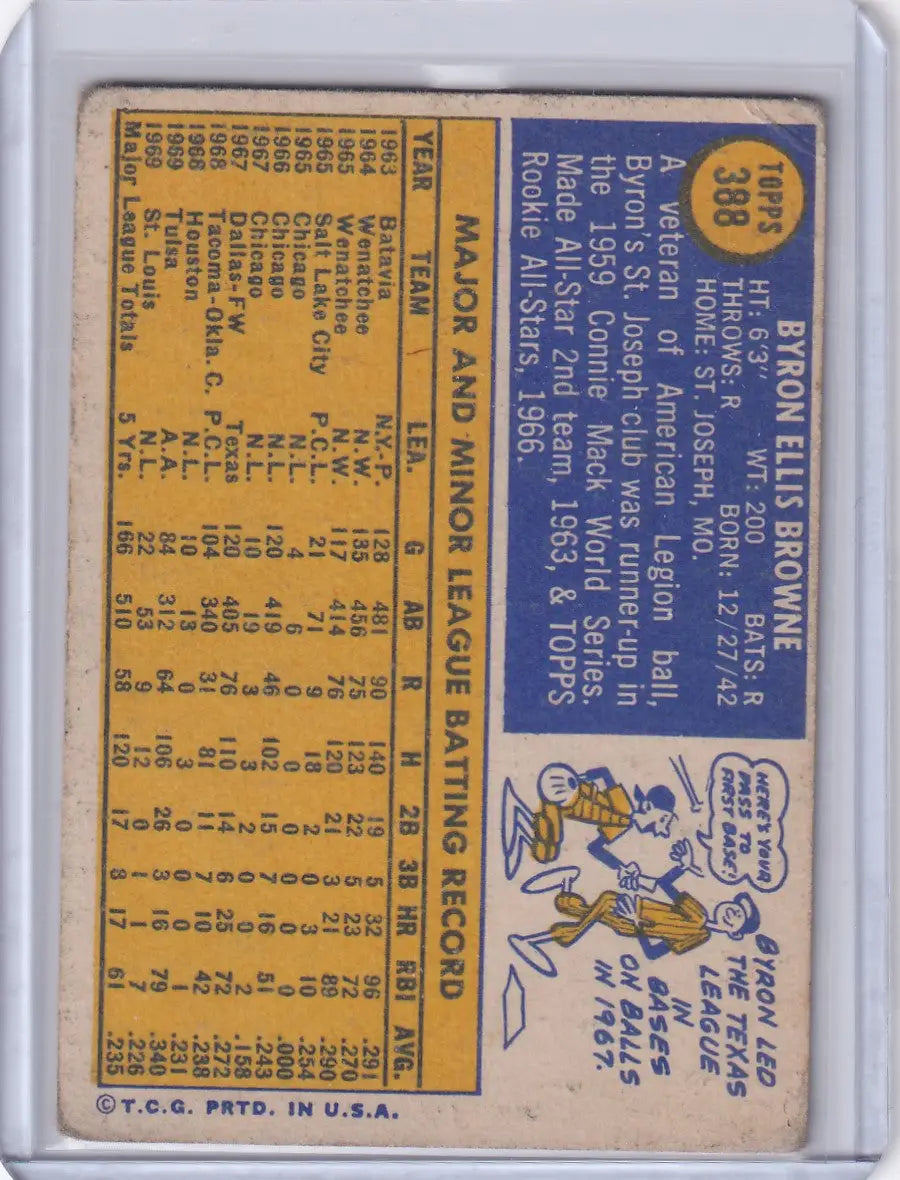 TOPPS
388
BYRON ELLIS BROWNE
HT: 6'3" WT: 200 BATS: R
THROWS: R BORN: 12/27/42
HOME: ST. JOSEPH, MO.
A veteran of American Legion ball,
Byron's St. Joseph club was runner-up in
the 1959 Connie Mack World Series.
Made All-Star 2nd team, 1963, & TOPPS
Rookie All-Stars, 1966.
HERE'S YOUR
PASS TO
FIRST BASE!
BYRON LED
THE TEXAS
LEAGUE
IN
BASES
ON BALLS
IN 1967.
MAJOR AND MINOR LEAGUE BATTING RECORD
YEAR TEAM LEA. G AB R H 2B 3B HR RBI AVG.
1963 Batavia N.Y.-P. 128 481 90 140 19 5 32 96 .291
1964 Wenatchee N.W. 135 456 75 123 22 5 23 72 .270
1965 Wenatchee N.W. 117 414 76 120 21 3 21 89 .290
1965 Salt Lake City P.C.L. 21 71 9 18 2 0 3 10 .254
1965 Chicago N.L. 4 6 0 0 0 0 0 0 .000
1966 Chicago N.L. 120 419 46 102 15 7 16 51 .243
1967 Chicago N.L. 10 19 3 3 2 0 0 2 .158
1967 Dallas-FW Texas 120 405 76 110 14 6 25 72 .272
1968 Tacoma-Okla. C. P.C.L. 104 340 31 81 11 7 10 42 .238
1968 Houston N.L. 10 13 0 3 0 0 0 1 .231
1969 Tulsa A.A. 84 312 64 106 26 3 16 79 .340
1969 St. Louis N.L. 22 53 9 12 0 1 1 7 .226
Major League Totals 5 Yrs. 166 510 58 120 17 8 17 61 .235
© T.C.G. PRTD. IN U.S.A.